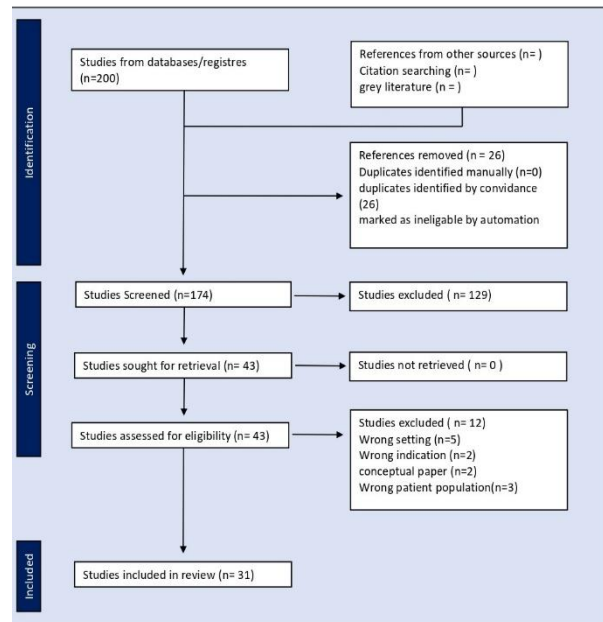 Identification
Studies from databases/registres
(n=200)
References from other sources (n= )
Citation searching (n= )
grey literature (n = )
References removed (n = 26)
Duplicates identified manually (n=0)
duplicates identified by convidance
(26)
marked as ineligible by automation
Screening
Studies Screened (n=174)
Studies excluded ( n= 129)
Studies sought for retrieval (n= 43)
Studies not retrieved ( n= 0 )
Studies assessed for eligibility (n= 43)
Studies excluded ( n= 12)
Wrong setting (n=5)
Wrong indication (n=2)
conceptual paper (n=2)
Wrong patient population(n=3)
Included
Studies included in review (n= 31)